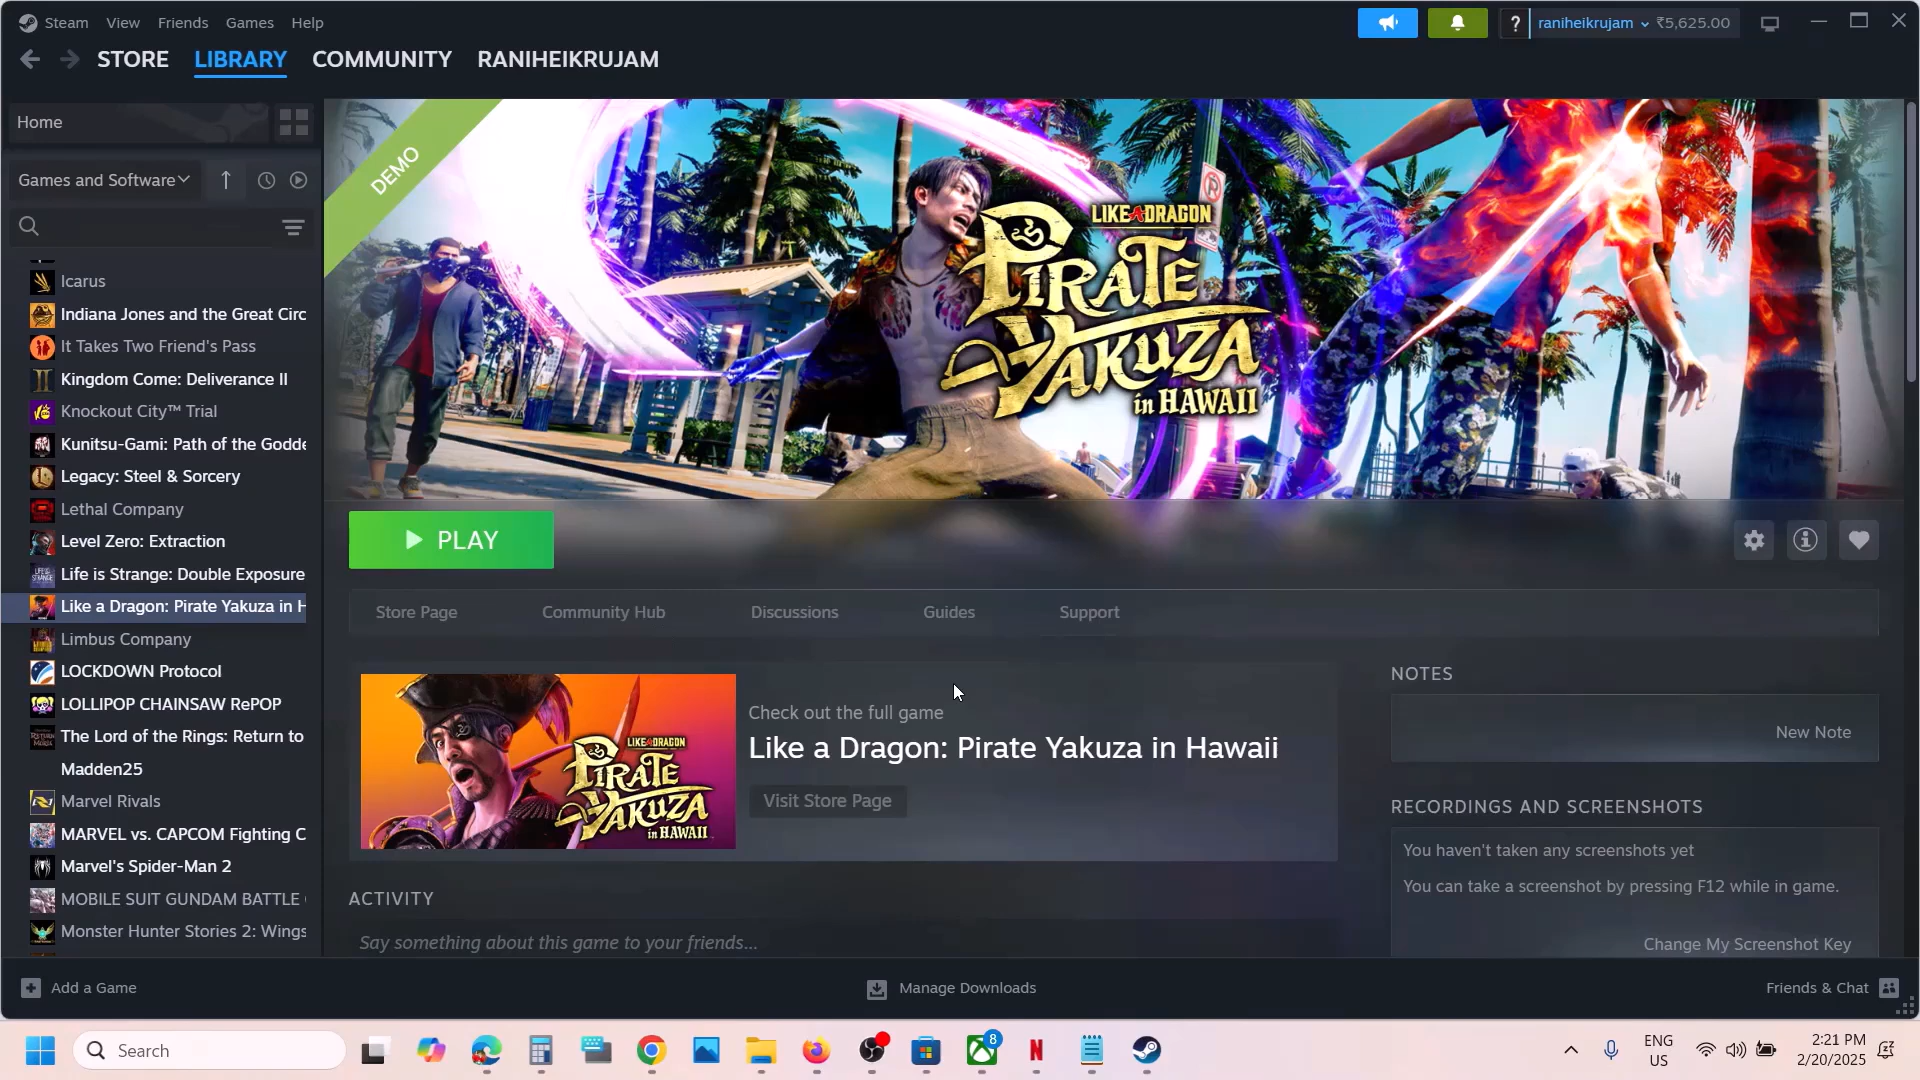 Steam View Friends Games Help
? raniheikrujam ₹5,625.00
STORE LIBRARY COMMUNITY RANIHEIKRUJAM
Home
Games and Software
Icarus
Indiana Jones and the Great Circ
It Takes Two Friend's Pass
Kingdom Come: Deliverance II
Knockout City™ Trial
Kunitsu-Gami: Path of the Godde
Legacy: Steel & Sorcery
Lethal Company
Level Zero: Extraction
Life is Strange: Double Exposure
Like a Dragon: Pirate Yakuza in H
Limbus Company
LOCKDOWN Protocol
LOLLIPOP CHAINSAW RePOP
The Lord of the Rings: Return to
Madden25
Marvel Rivals
MARVEL vs. CAPCOM Fighting C
Marvel's Spider-Man 2
MOBILE SUIT GUNDAM BATTLE
Monster Hunter Stories 2: Wings
DEMO
LIKE A DRAGON
PIRATE
YAKUZA
in HAWAII
PLAY
Store Page Community Hub Discussions Guides Support
LIKE A DRAGON
PIRATE
YAKUZA
in HAWAII
Check out the full game
Like a Dragon: Pirate Yakuza in Hawaii
Visit Store Page
ACTIVITY
Say something about this game to your friends...
NOTES
New Note
RECORDINGS AND SCREENSHOTS
You haven't taken any screenshots yet
You can take a screenshot by pressing F12 while in game.
Change My Screenshot Key
Add a Game Manage Downloads Friends & Chat
Search
8
ENG
US
2:21 PM
2/20/2025